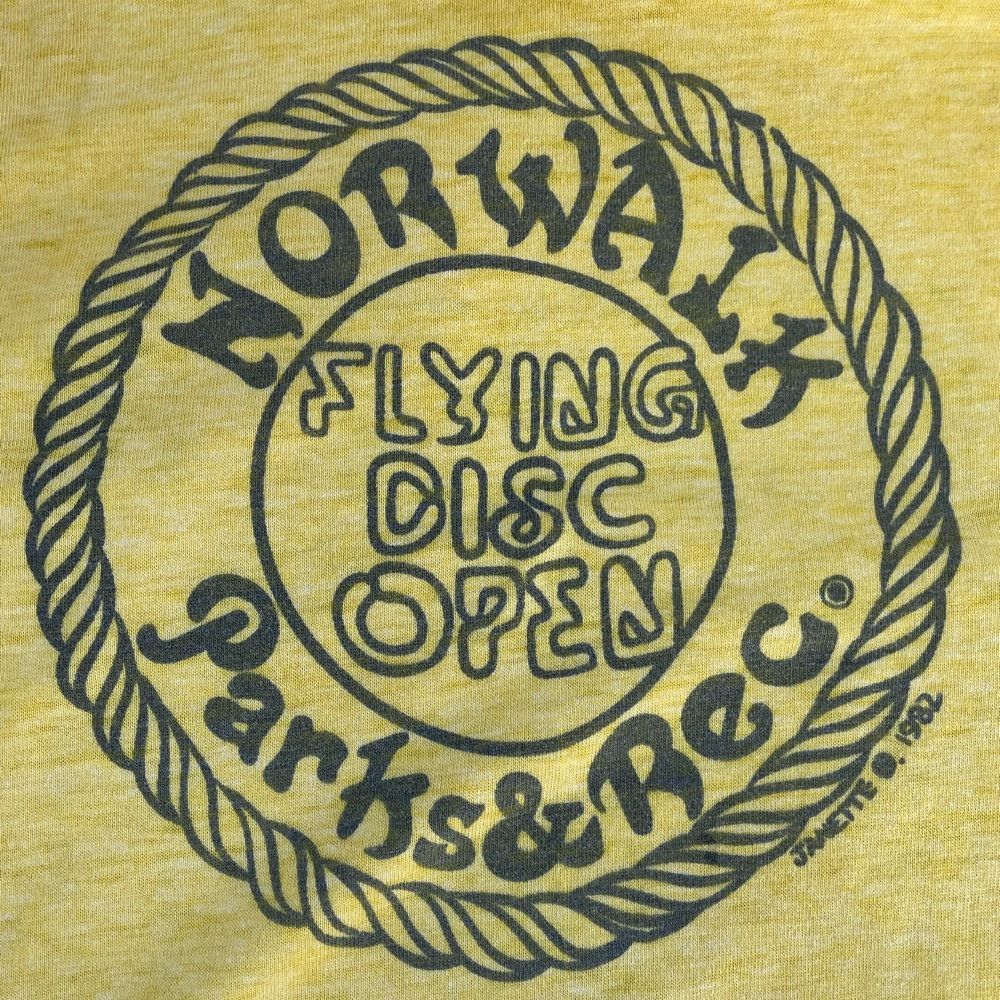 NORWALK
FLYING
DISC
OPEN
Parks & Rec.
JANETTE D. 1982